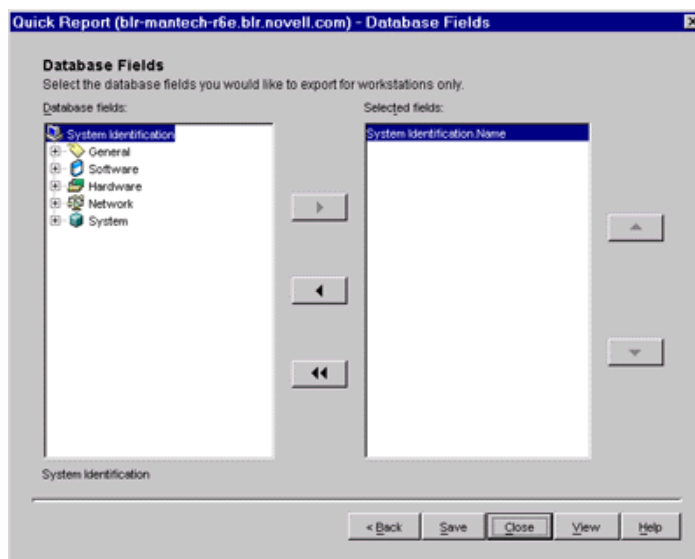 Quick Report (blr-mantech-r6e.blr.novell.com) - Database Fields
Database Fields
Select the database fields you would like to export for workstations only.
Database fields:
System Identification
General
Software
Hardware
Network
System
Selected fields:
System Identification.Name
System Identification
< Back
Save
Close
View
Help